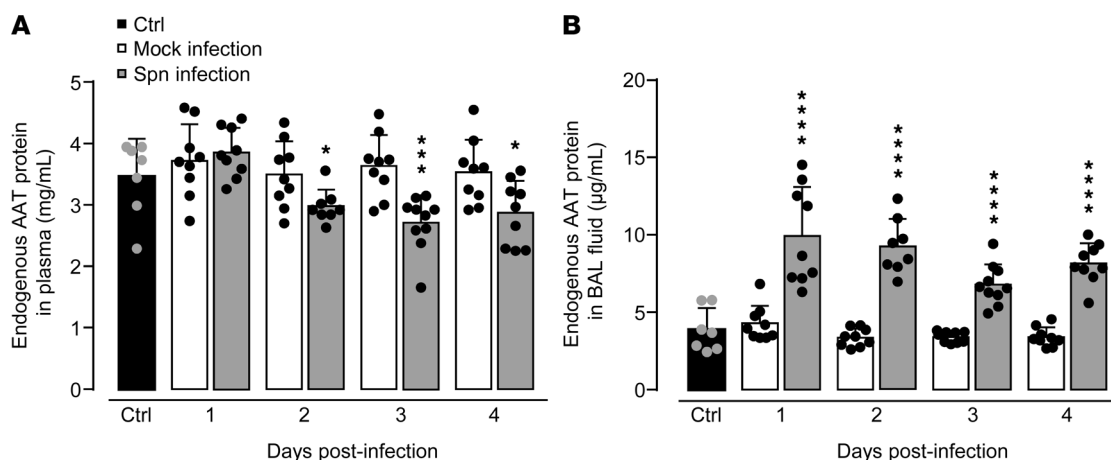 A
Ctrl
Mock infection
Spn infection
Endogenous AAT protein
in plasma (mg/mL)
5
4
3
2
1
0
*
***
*
Ctrl
1
2
3
4
Days post-infection
B
Endogenous AAT protein
in BAL fluid (μg/mL)
20
15
10
5
0
****
****
****
****
Ctrl
1
2
3
4
Days post-infection